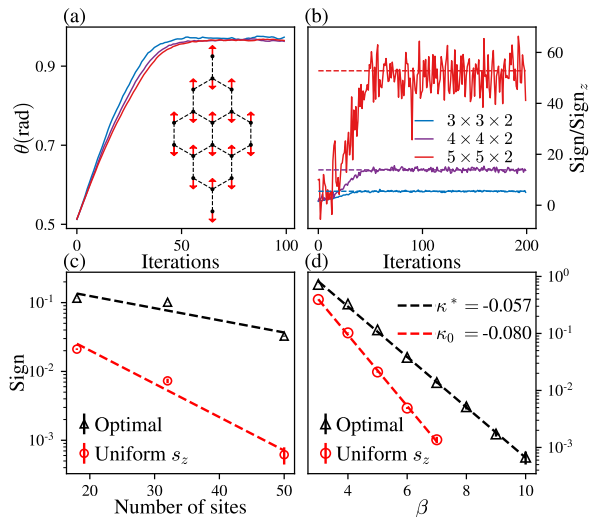 (a)
θ(rad)
0.9
0.7
0.5
0
50
100
Iterations
(b)
3 × 3 × 2
4 × 4 × 2
5 × 5 × 2
60
40
20
0
Sign/Sign_z
0
100
200
Iterations
(c)
Sign
10^-1
10^-2
10^-3
Optimal
Uniform s_z
20
30
40
50
Number of sites
(d)
κ* = -0.057
κ_0 = -0.080
Optimal
Uniform s_z
10^0
10^-1
10^-2
10^-3
4
6
8
10
β